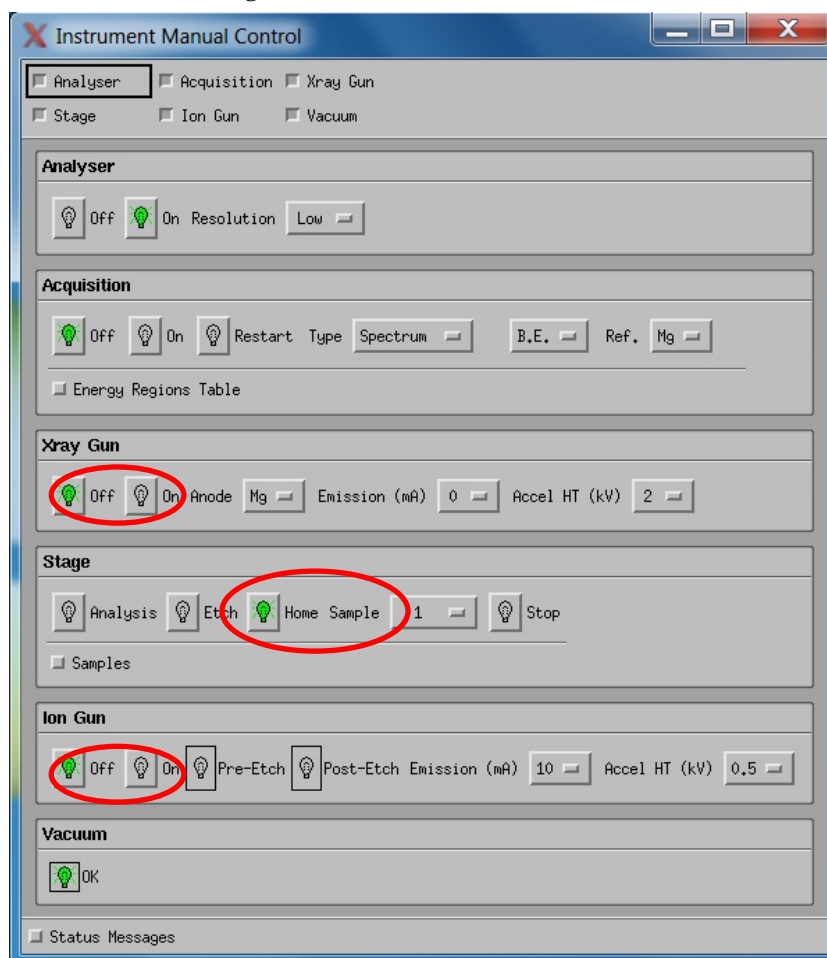 Instrument Manual Control
Analyser Acquisition Xray Gun
Stage Ion Gun Vacuum
Analyser
Off On Resolution Low
Acquisition
Off On Restart Type Spectrum B.E. Ref. Mg
Energy Regions Table
Xray Gun
Off On Anode Mg Emission (mA) 0 Accel HT (kV) 2
Stage
Analysis Etch Home Sample 1 Stop
Samples
Ion Gun
Off On Pre-Etch Post-Etch Emission (mA) 10 Accel HT (kV) 0.5
Vacuum
OK
Status Messages